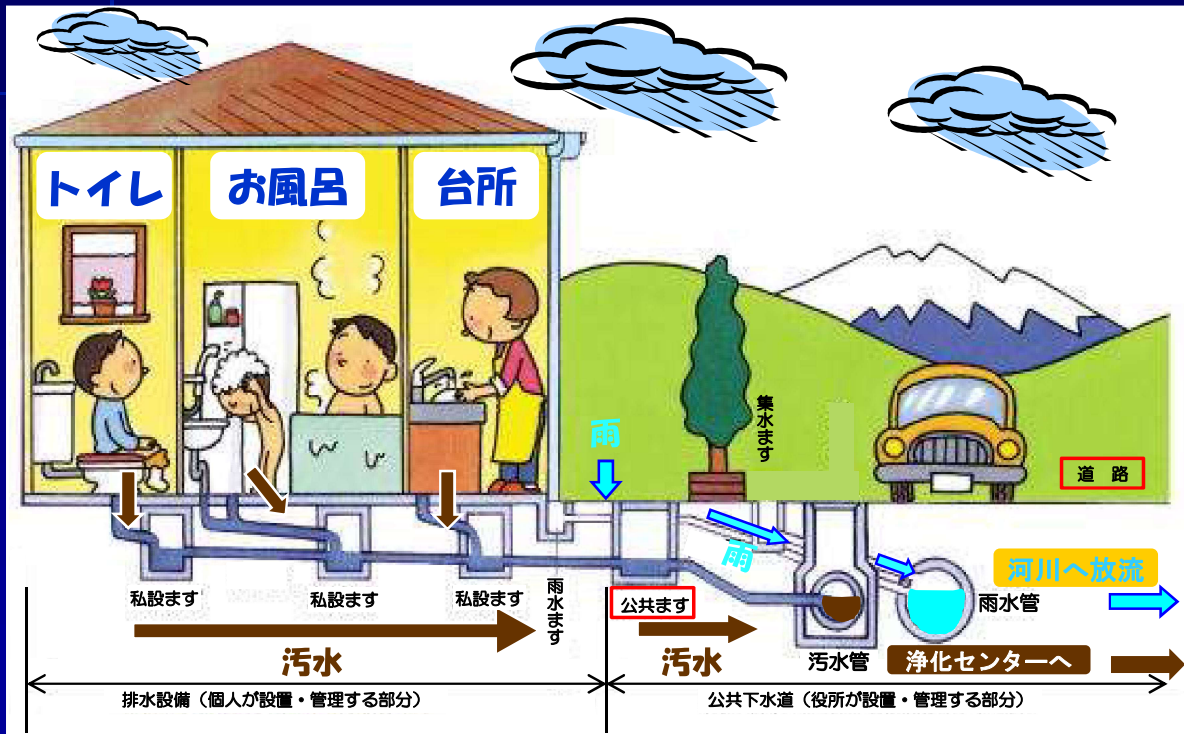 トイレ
お風呂
台所
雨
集水ます
道 路
雨
河川へ放流
私設ます
私設ます
私設ます
雨水ます
公共ます
雨水管
汚水
汚水
汚水管
浄化センターへ
排水設備（個人が設置・管理する部分）
公共下水道（役所が設置・管理する部分）